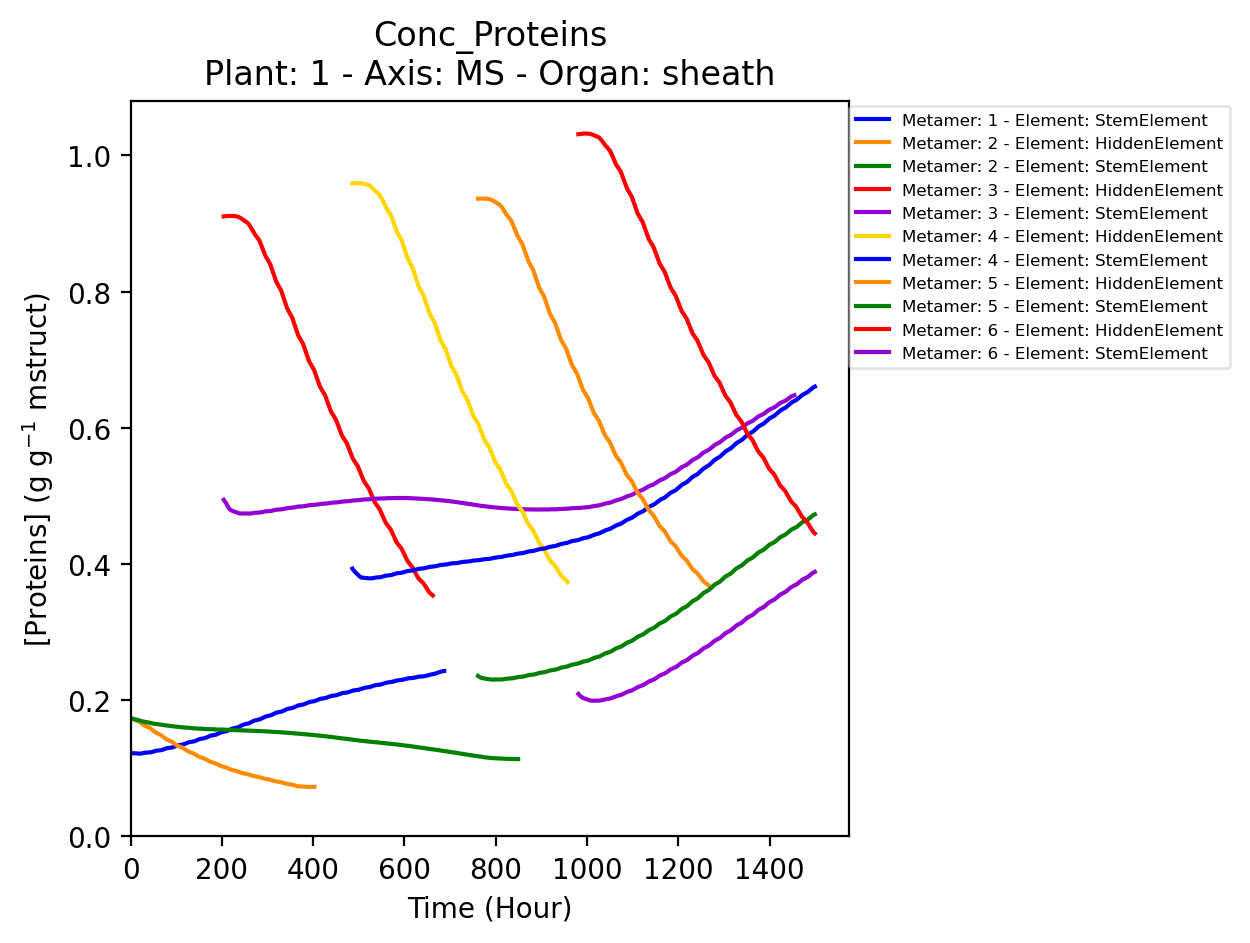 Conc_Proteins
Plant: 1 - Axis: MS - Organ: sheath
[Proteins] (g g⁻¹ mstruct)
1.0
0.8
0.6
0.4
0.2
0.0
0 200 400 600 800 1000 1200 1400
Time (Hour)
Metamer: 1 - Element: StemElement
Metamer: 2 - Element: HiddenElement
Metamer: 2 - Element: StemElement
Metamer: 3 - Element: HiddenElement
Metamer: 3 - Element: StemElement
Metamer: 4 - Element: HiddenElement
Metamer: 4 - Element: StemElement
Metamer: 5 - Element: HiddenElement
Metamer: 5 - Element: StemElement
Metamer: 6 - Element: HiddenElement
Metamer: 6 - Element: StemElement